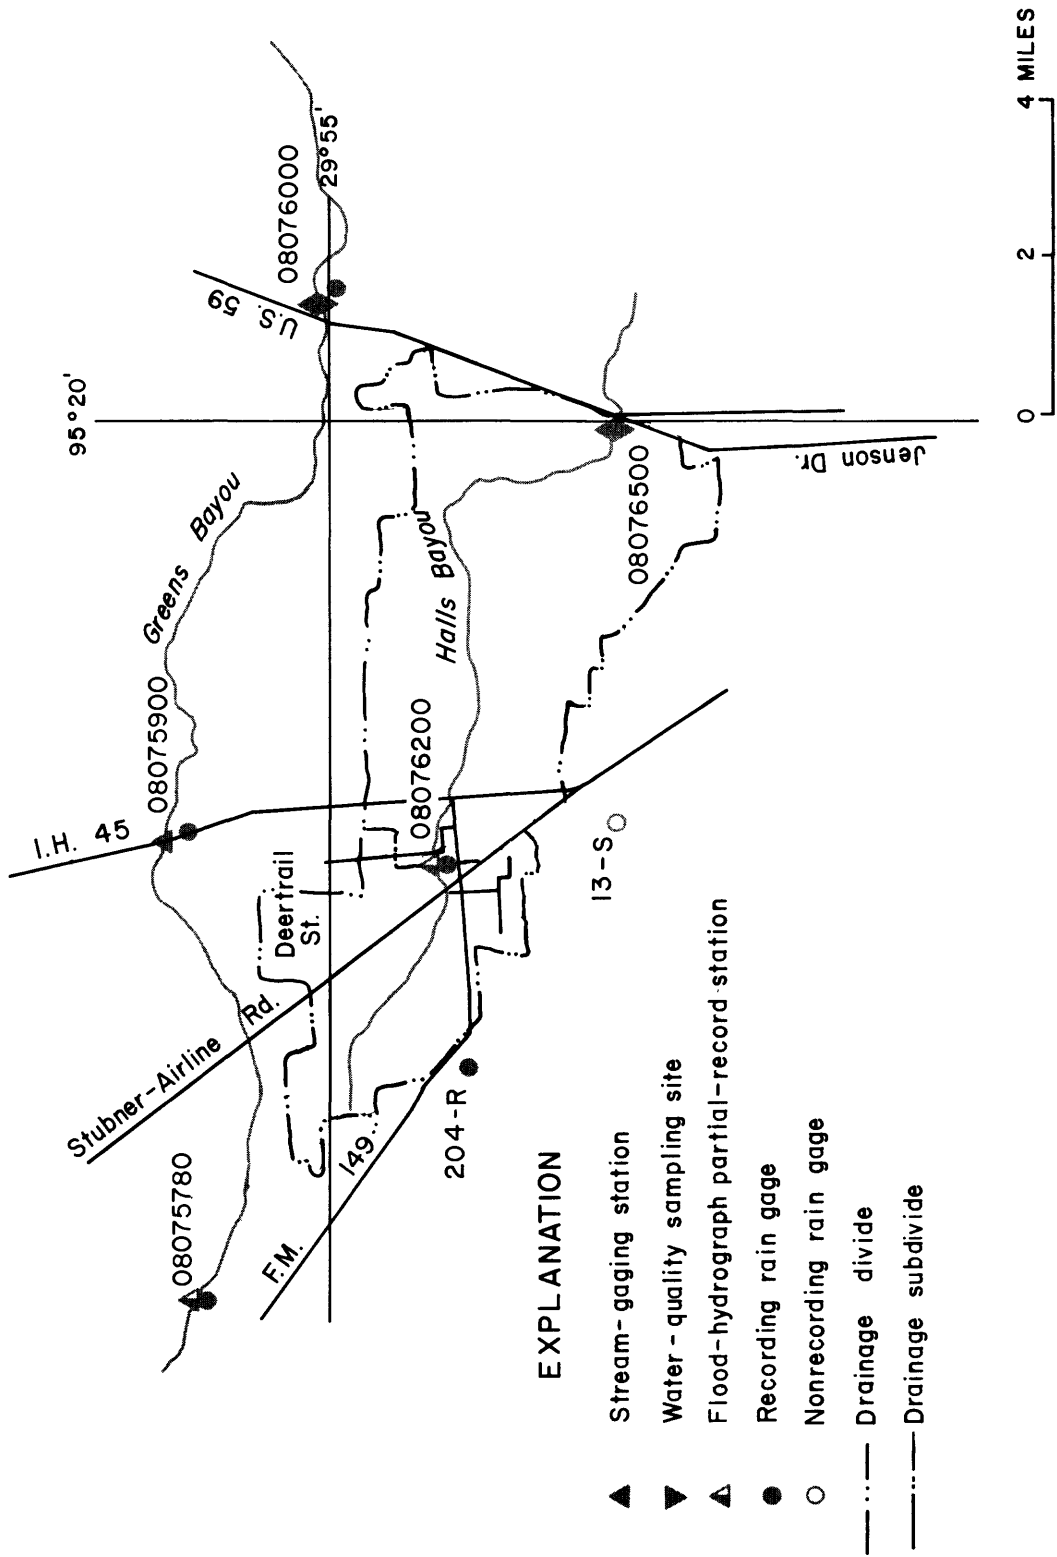 95°20'
29°55'
08076000
U.S. 59
Greens Bayou
08075900
I.H. 45
Halls Bayou
08076200
08076500
Jenson Dr.
Deertrail
St.
Stubner-Airline Rd.
13-S
08075780
F.M. 149
204-R
EXPLANATION
Stream-gaging station
Water-quality sampling site
Flood-hydrograph partial-record station
Recording rain gage
Nonrecording rain gage
Drainage divide
Drainage subdivide
0 2 4 MILES